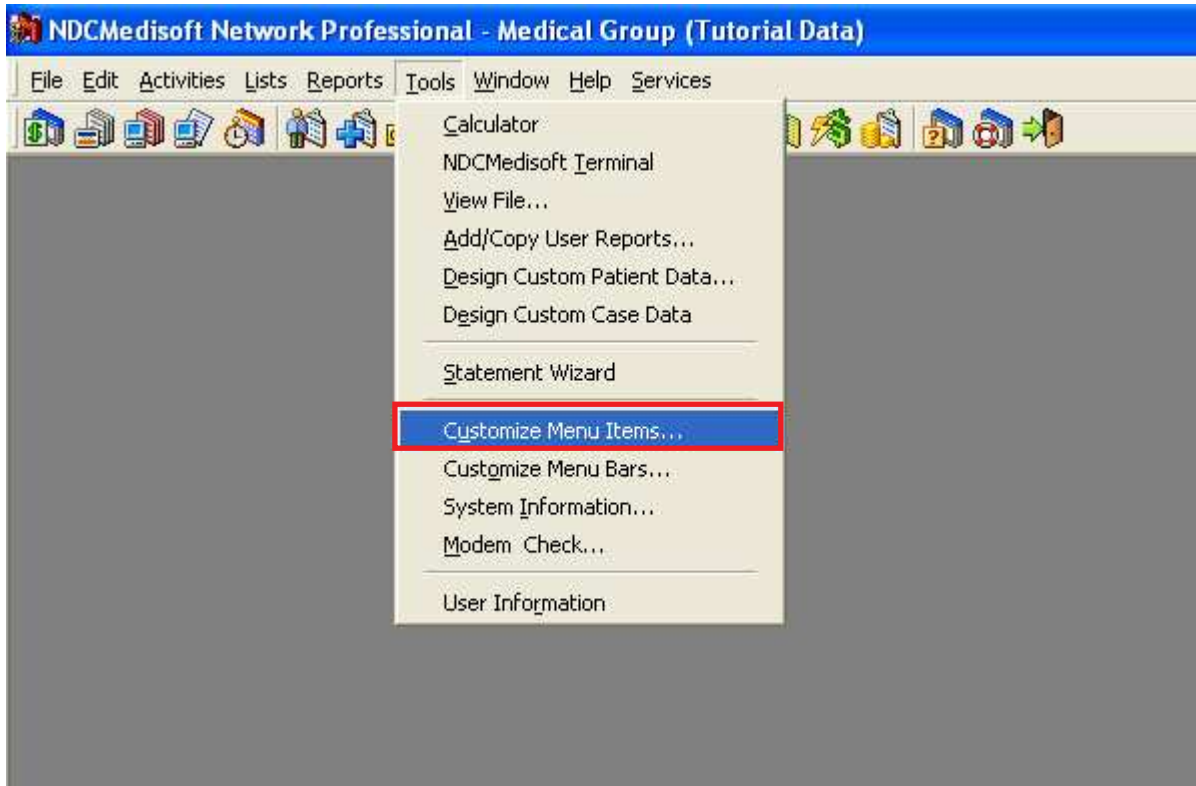 NDCMedisoft Network Professional - Medical Group (Tutorial Data)
File Edit Activities Lists Reports Tools Window Help Services
Calculator
NDCMedisoft Terminal
View File...
Add/Copy User Reports...
Design Custom Patient Data...
Design Custom Case Data
Statement Wizard
Customize Menu Items...
Customize Menu Bars...
System Information...
Modem Check...
User Information